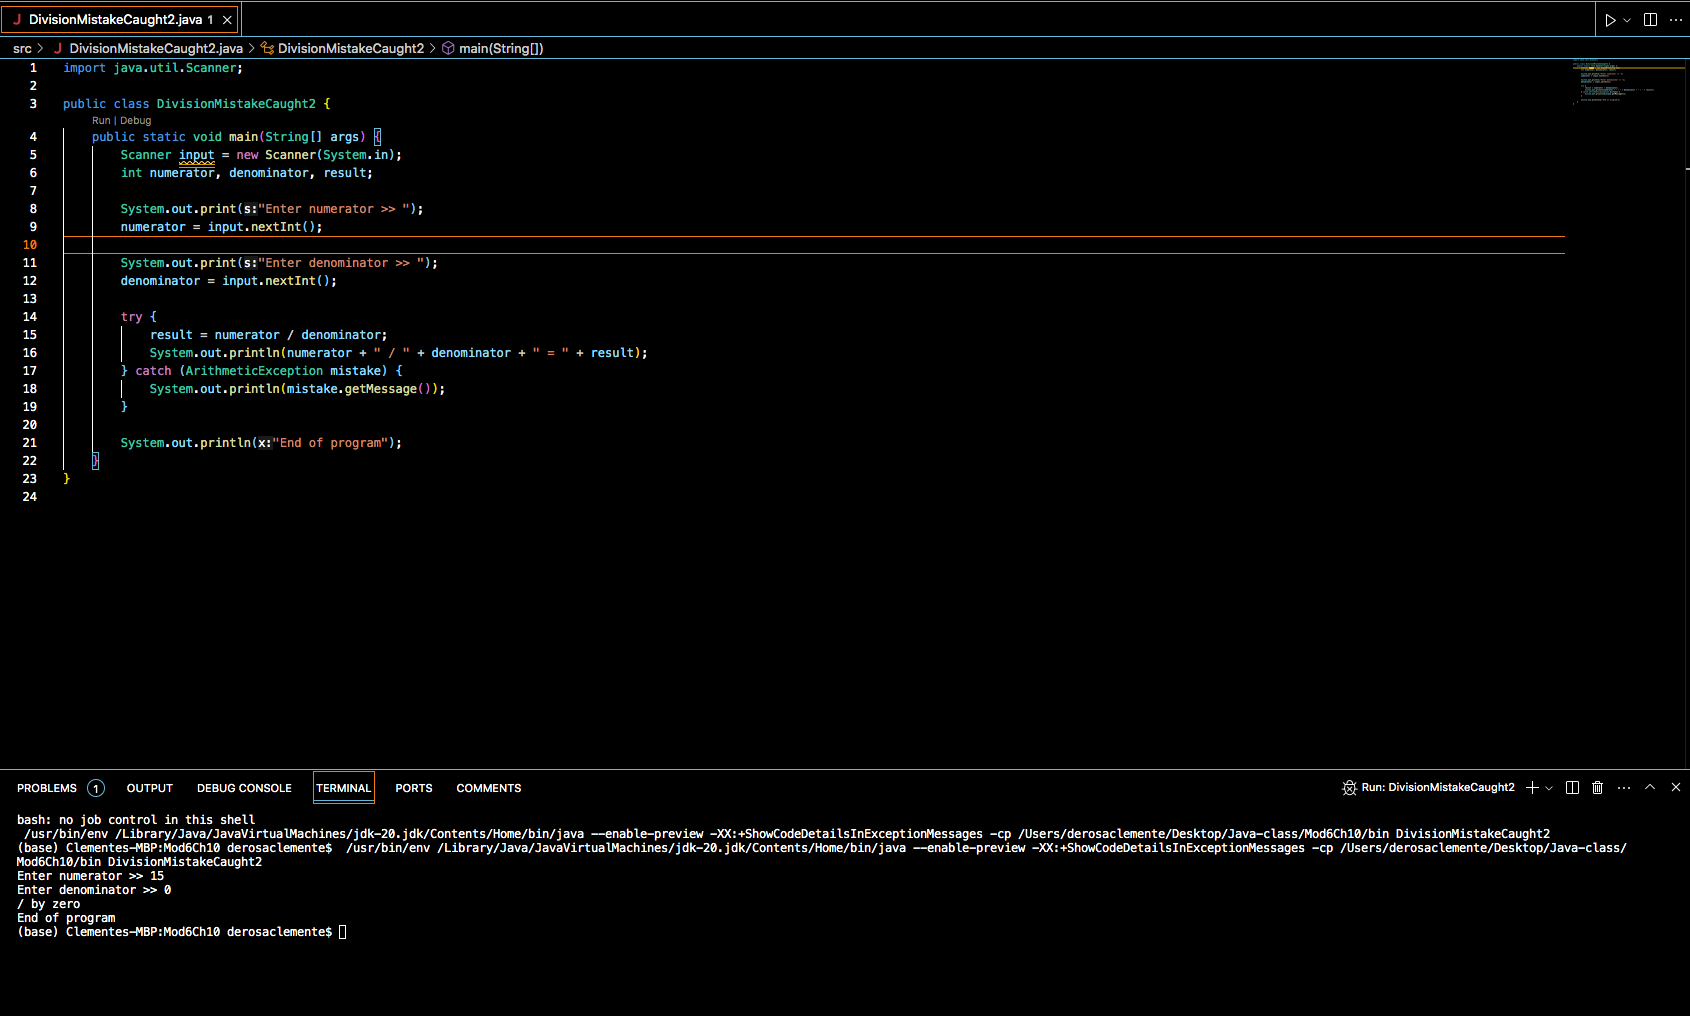 DivisionMistakeCaught2.java 1
src > DivisionMistakeCaught2.java > DivisionMistakeCaught2 > main(String[])
1 import java.util.Scanner;
2
3 public class DivisionMistakeCaught2 {
Run | Debug
4 public static void main(String[] args) {
5 Scanner input = new Scanner(System.in);
6 int numerator, denominator, result;
7
8 System.out.print(s:"Enter numerator >> ");
9 numerator = input.nextInt();
10
11 System.out.print(s:"Enter denominator >> ");
12 denominator = input.nextInt();
13
14 try {
15 result = numerator / denominator;
16 System.out.println(numerator + " / " + denominator + " = " + result);
17 } catch (ArithmeticException mistake) {
18 System.out.println(mistake.getMessage());
19 }
20
21 System.out.println(x:"End of program");
22 }
23 }
24
PROBLEMS 1 OUTPUT DEBUG CONSOLE TERMINAL PORTS COMMENTS Run: DivisionMistakeCaught2
bash: no job control in this shell
/usr/bin/env /Library/Java/JavaVirtualMachines/jdk-20.jdk/Contents/Home/bin/java --enable-preview -XX:+ShowCodeDetailsInExceptionMessages -cp /Users/derosaclemente/Desktop/Java-class/Mod6Ch10/bin DivisionMistakeCaught2
(base) Clementes-MBP:Mod6Ch10 derosaclemente$  /usr/bin/env /Library/Java/JavaVirtualMachines/jdk-20.jdk/Contents/Home/bin/java --enable-preview -XX:+ShowCodeDetailsInExceptionMessages -cp /Users/derosaclemente/Desktop/Java-class/
Mod6Ch10/bin DivisionMistakeCaught2
Enter numerator >> 15
Enter denominator >> 0
/ by zero
End of program
(base) Clementes-MBP:Mod6Ch10 derosaclemente$